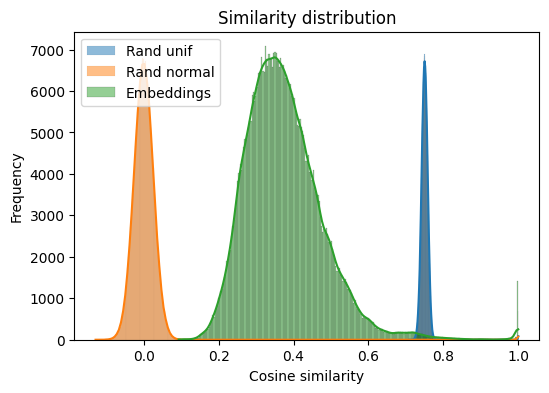 Similarity distribution
Rand unif
Rand normal
Embeddings
Frequency
7000
6000
5000
4000
3000
2000
1000
0
0.0 0.2 0.4 0.6 0.8 1.0
Cosine similarity